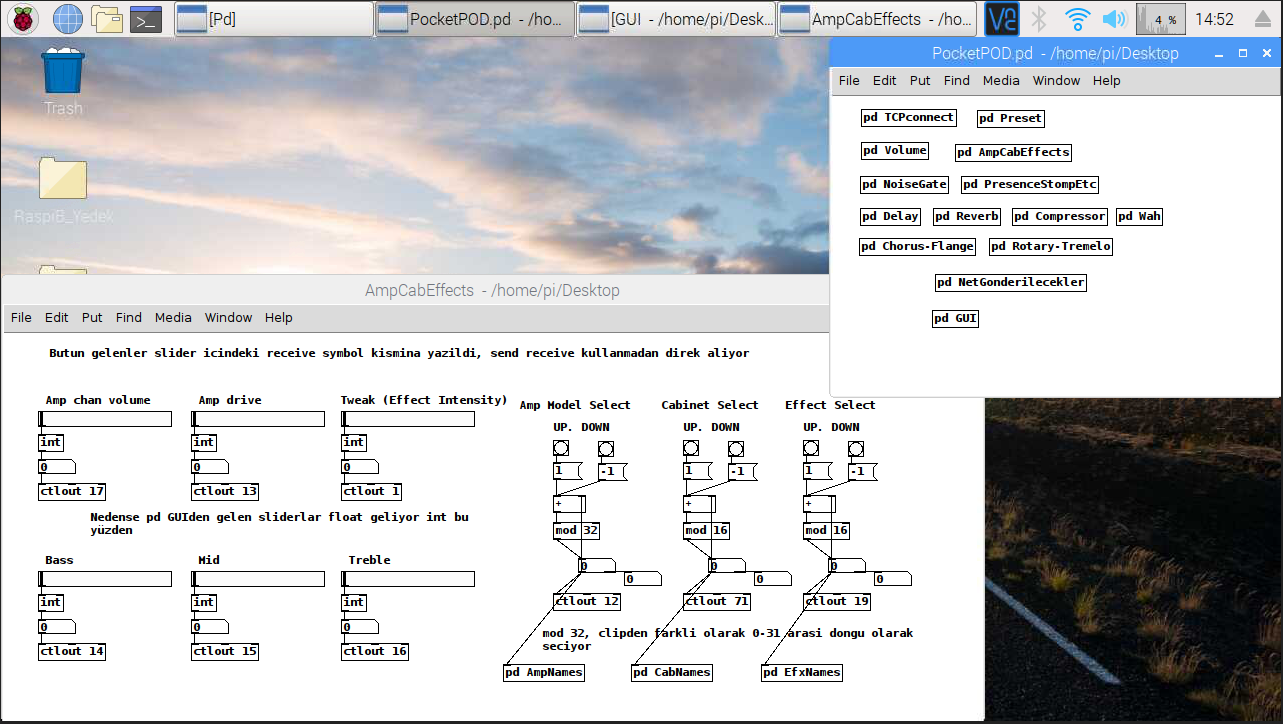 [Pd]
PocketPOD.pd - /ho...
[GUI - /home/pi/Desk...
AmpCabEffects - /ho...
4 %
14:52
Trash
RaspiB_Yedek
PocketPOD.pd - /home/pi/Desktop
File Edit Put Find Media Window Help
pd TCPconnect pd Preset
pd Volume pd AmpCabEffects
pd NoiseGate pd PresenceStompEtc
pd Delay pd Reverb pd Compressor pd Wah
pd Chorus-Flange pd Rotary-Tremelo
pd NetGonderilecekler
pd GUI
AmpCabEffects - /home/pi/Desktop
File Edit Put Find Media Window Help
Butun gelenler slider icindeki receive symbol kismina yazildi, send receive kullanmadan direk aliyor
Amp chan volume Amp drive Tweak (Effect Intensity)
int int int
0 0 0
ctlout 17 ctlout 13 ctlout 1
Nedense pd GUIden gelen sliderlar float geliyor int bu
yüzden
Bass Mid Treble
int int int
0 0 0
ctlout 14 ctlout 15 ctlout 16
Amp Model Select Cabinet Select Effect Select
UP. DOWN UP. DOWN UP. DOWN
1 -1 1 -1 1 -1
+ + +
mod 32 mod 16 mod 16
0 0 0
0 0 0
ctlout 12 ctlout 71 ctlout 19
mod 32, clipden farkli olarak 0-31 arasi dongu olarak
seciyor
pd AmpNames pd CabNames pd EfxNames